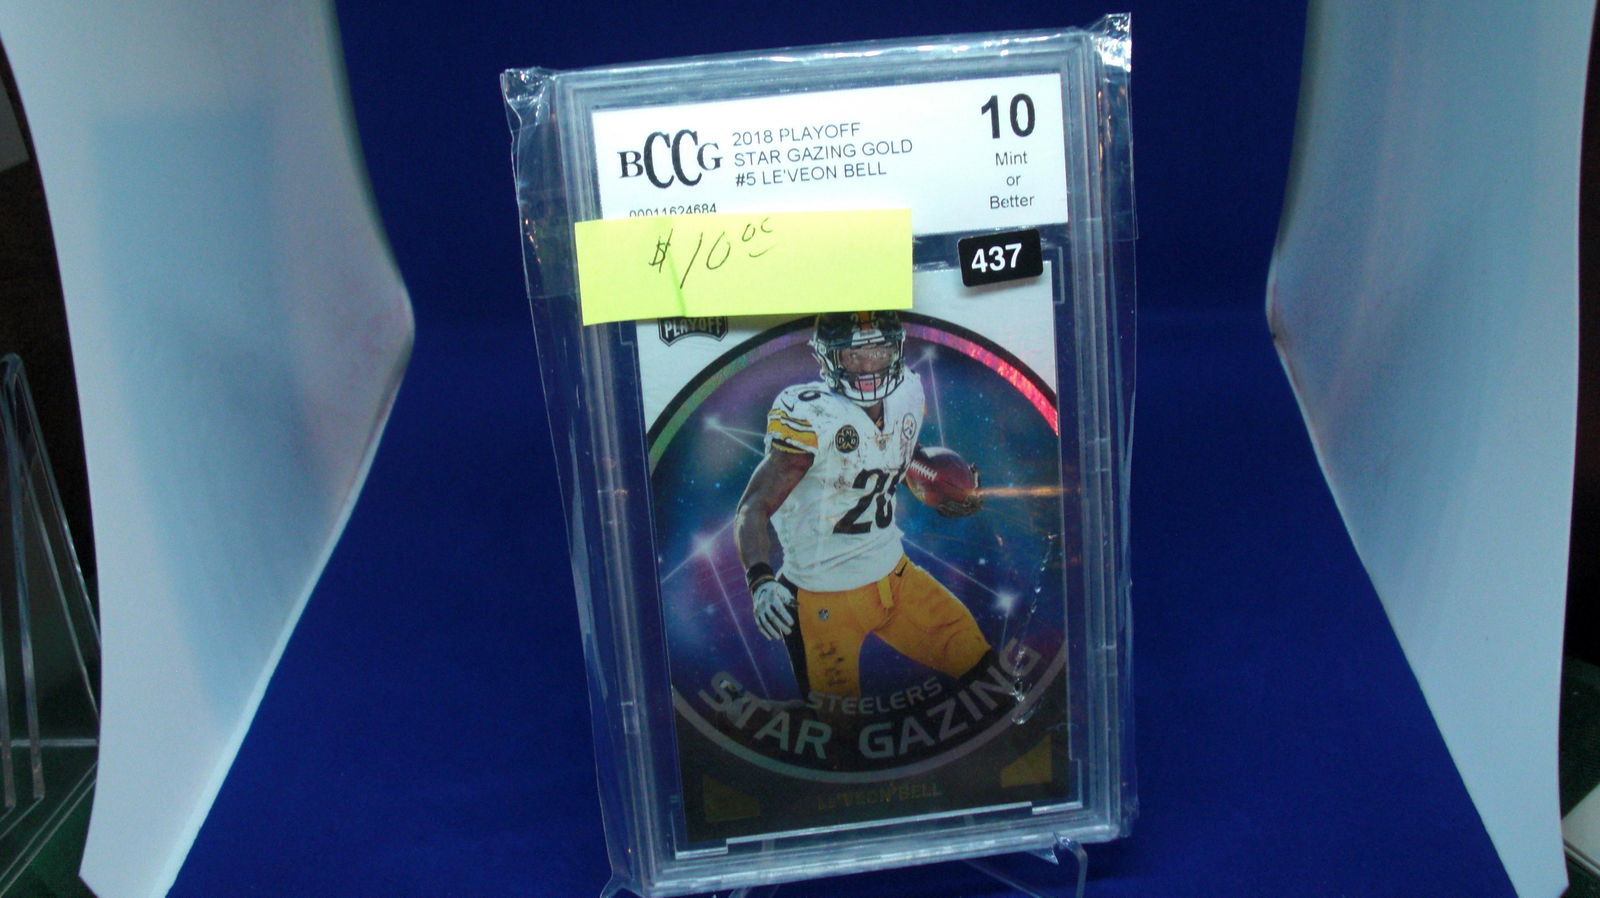 BCCG
2018 PLAYOFF
STAR GAZING GOLD
#5 LE'VEON BELL
10
Mint
or
Better
00011624684
$10 00
437
PLAYOFF
26
STEELERS
STAR GAZING
LE'VEON BELL